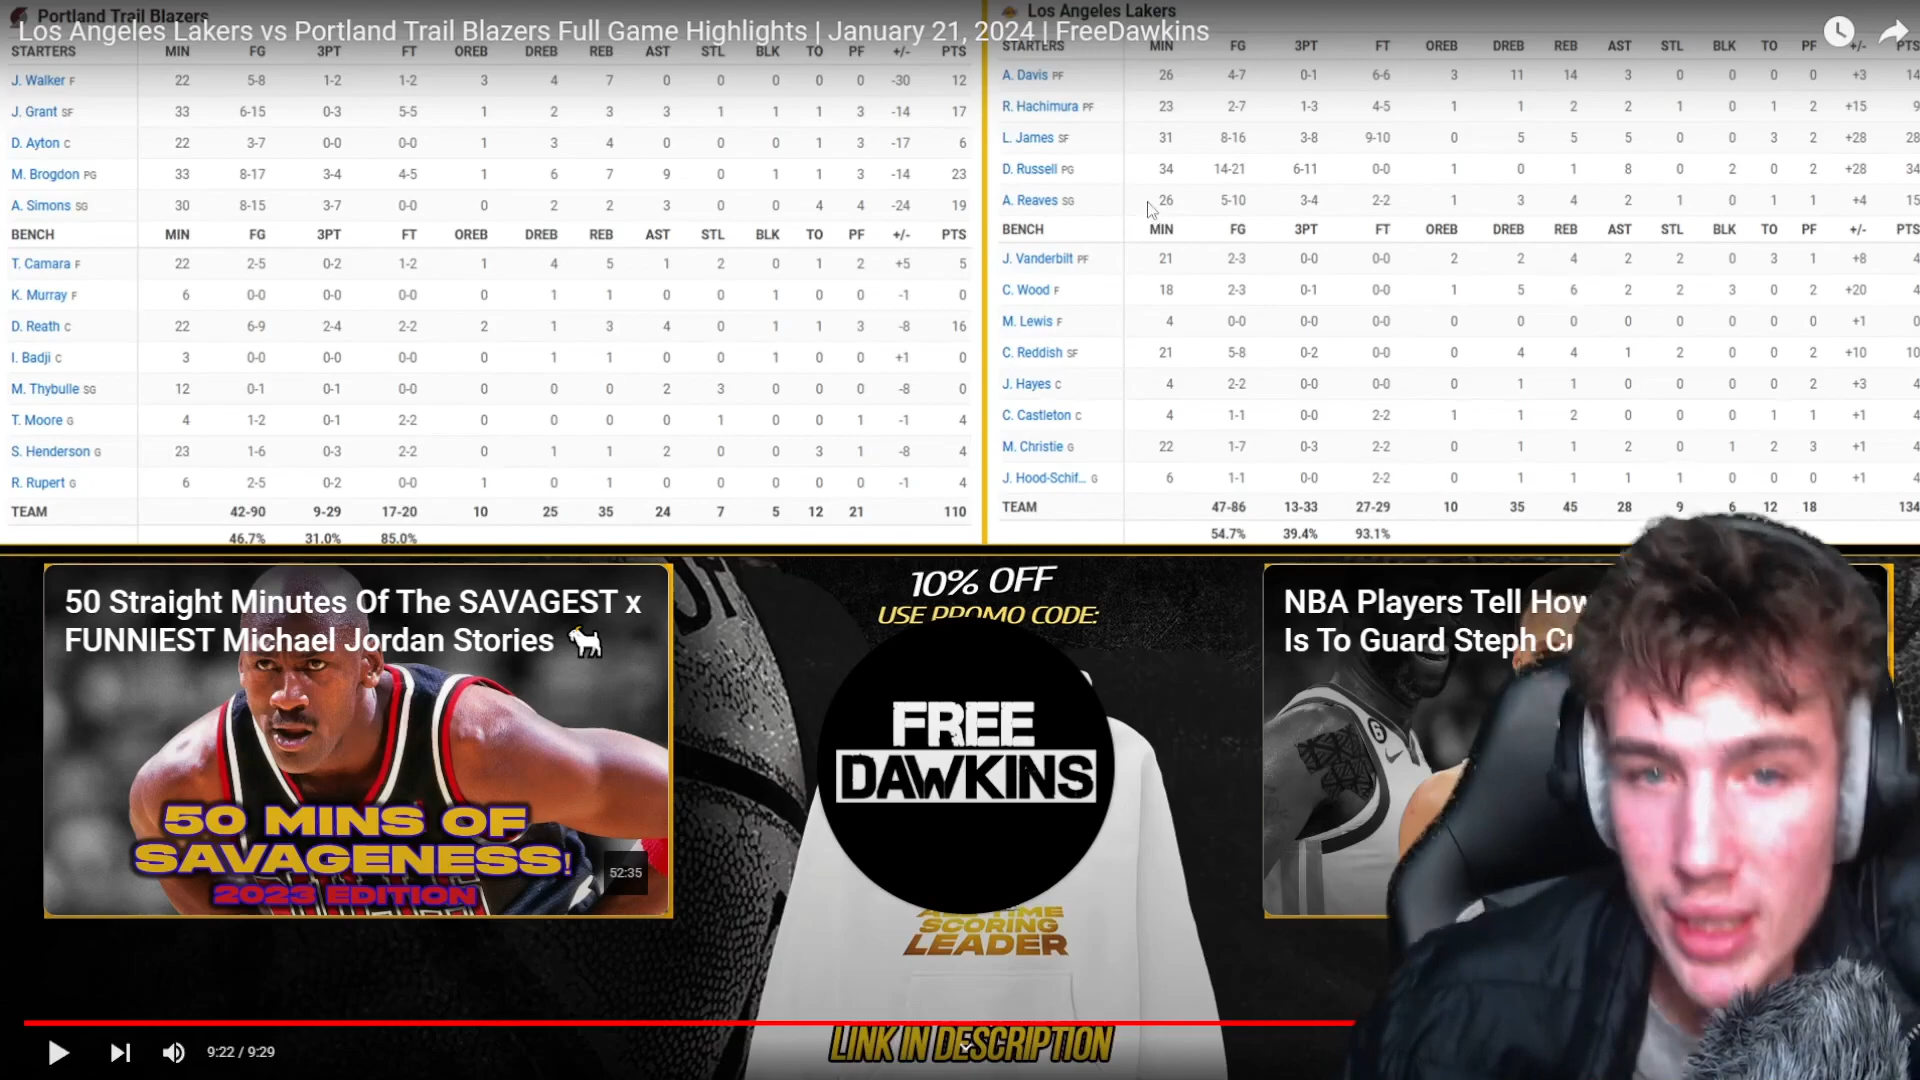 Portland Trail Blazers
Los Angeles Lakers vs Portland Trail Blazers Full Game Highlights | January 21, 2024 | FreeDawkins
STARTERS MIN FG 3PT FT OREB DREB REB AST STL BLK TO PF +/- PTS
J. Walker F 22 5-8 1-2 1-2 3 4 7 0 0 0 0 0 -30 12
J. Grant SF 33 6-15 0-3 5-5 1 2 3 3 1 1 1 3 -14 17
D. Ayton C 22 3-7 0-0 0-0 1 3 4 0 0 0 1 3 -17 6
M. Brogdon PG 33 8-17 3-4 4-5 1 6 7 9 0 1 1 3 -14 23
A. Simons SG 30 8-15 3-7 0-0 0 2 2 3 0 0 4 4 -24 19
BENCH MIN FG 3PT FT OREB DREB REB AST STL BLK TO PF +/- PTS
T. Camara F 22 2-5 0-2 1-2 1 4 5 1 2 0 1 2 +5 5
K. Murray F 6 0-0 0-0 0-0 0 1 1 0 0 1 0 0 -1 0
D. Reath C 22 6-9 2-4 2-2 2 1 3 4 0 1 1 3 -8 16
I. Badji C 3 0-0 0-0 0-0 0 1 1 0 0 1 0 0 +1 0
M. Thybulle SG 12 0-1 0-1 0-0 0 0 0 2 3 0 0 0 -8 0
T. Moore G 4 1-2 0-1 2-2 0 0 0 0 1 0 0 1 -1 4
S. Henderson G 23 1-6 0-3 2-2 0 1 1 2 0 0 3 1 -8 4
R. Rupert G 6 2-5 0-2 0-0 1 0 1 0 0 0 0 0 -1 4
TEAM 42-90 9-29 17-20 10 25 35 24 7 5 12 21 110
46.7% 31.0% 85.0%
Los Angeles Lakers
STARTERS MIN FG 3PT FT OREB DREB REB AST STL BLK TO PF +/- PTS
A. Davis PF 26 4-7 0-1 6-6 3 11 14 3 0 0 0 0 +3 14
R. Hachimura PF 23 2-7 1-3 4-5 1 1 2 2 1 0 1 2 +15 9
L. James SF 31 8-16 3-8 9-10 0 5 5 5 0 0 3 2 +28 28
D. Russell PG 34 14-21 6-11 0-0 1 0 1 8 0 2 0 2 +28 34
A. Reaves SG 26 5-10 3-4 2-2 1 3 4 2 1 0 1 1 +4 15
BENCH MIN FG 3PT FT OREB DREB REB AST STL BLK TO PF +/- PTS
J. Vanderbilt PF 21 2-3 0-0 0-0 2 2 4 2 2 0 3 1 +8 4
C. Wood F 18 2-3 0-1 0-0 1 5 6 2 2 3 0 2 +20 4
M. Lewis F 4 0-0 0-0 0-0 0 0 0 0 0 0 0 0 +1 0
C. Reddish SF 21 5-8 0-2 0-0 0 4 4 1 2 0 0 2 +10 10
J. Hayes C 4 2-2 0-0 0-0 0 1 1 0 0 0 0 2 +3 4
C. Castleton C 4 1-1 0-0 2-2 1 1 2 0 0 0 1 1 +1 4
M. Christie G 22 1-7 0-3 2-2 0 1 1 2 0 1 2 3 +1 4
J. Hood-Schif... G 6 1-1 0-0 2-2 0 1 1 1 1 0 0 0 +1 4
TEAM 47-86 13-33 27-29 10 35 45 28 9 6 12 18 134
54.7% 39.4% 93.1%
50 Straight Minutes Of The SAVAGEST x
FUNNIEST Michael Jordan Stories
50 MINS OF
SAVAGENESS!
2023 EDITION
52:35
10% OFF
USE PROMO CODE:
FREE
DAWKINS
ALL TIME
SCORING
LEADER
LINK IN DESCRIPTION
NBA Players Tell How
Is To Guard Steph
6
9:22 / 9:29